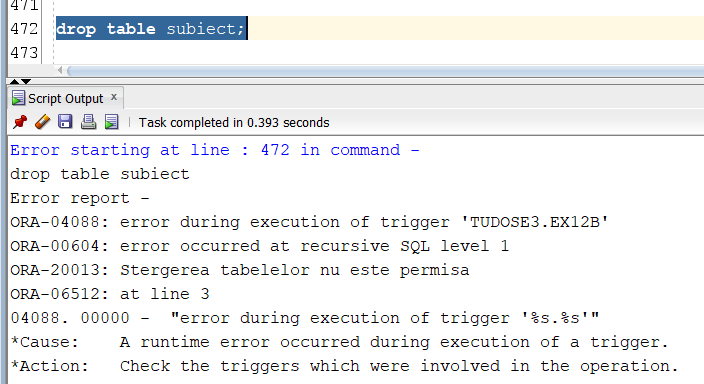 471
472 drop table subiect;
473
Script Output x
Task completed in 0.393 seconds
Error starting at line : 472 in command -
drop table subiect
Error report -
ORA-04088: error during execution of trigger 'TUDOSE3.EX12B'
ORA-00604: error occurred at recursive SQL level 1
ORA-20013: Stergerea tabelelor nu este permisa
ORA-06512: at line 3
04088. 00000 -  "error during execution of trigger '%s.%s'"
*Cause:    A runtime error occurred during execution of a trigger.
*Action:   Check the triggers which were involved in the operation.